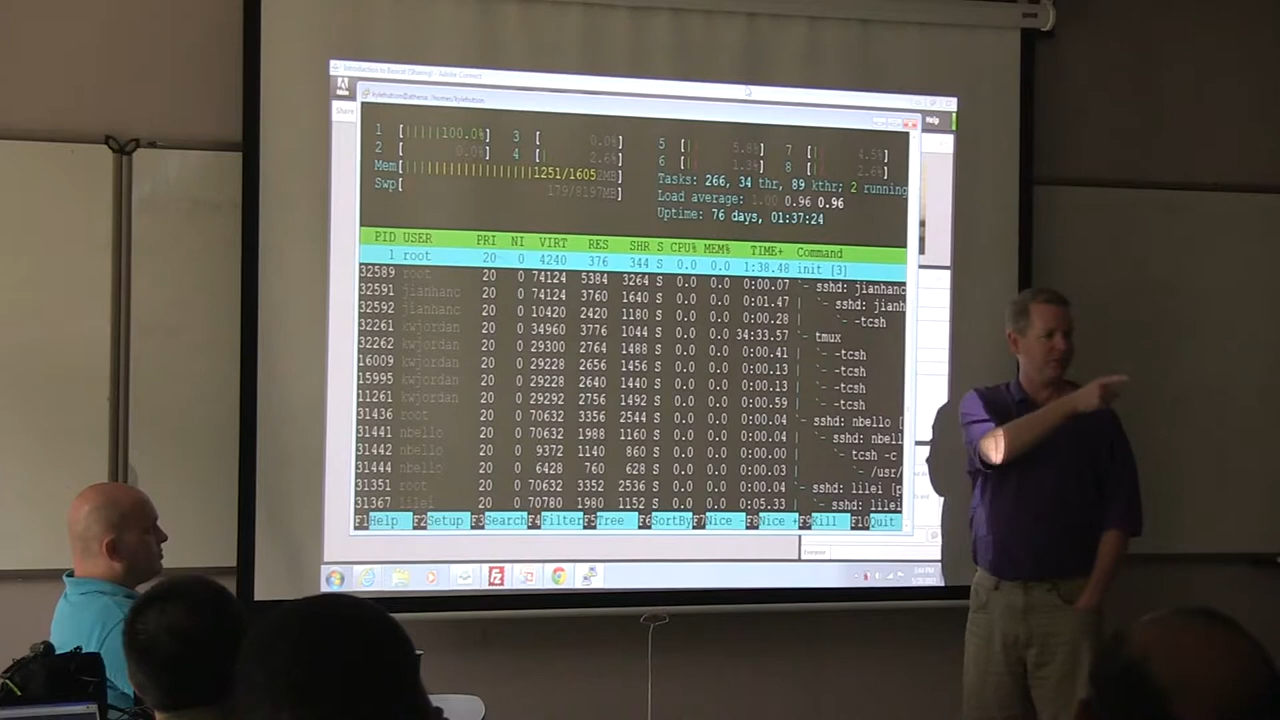 Introduction to Beocat (Sharing) - Adobe Connect
Help
Share
kylehutson@athena:/homes/kylehutson
1 [|||||100.0%] 3 [ 0.0%] 5 [| 5.8%] 7 [| 4.5%]
2 [ 0.0%] 4 [| 2.6%] 6 [| 1.3%] 8 [| 2.6%]
Mem[||||||||||||||||||1251/16052MB]
Swp[ 179/8197MB]
Tasks: 266, 34 thr, 89 kthr; 2 running
Load average: 1.00 0.96 0.96
Uptime: 76 days, 01:37:24
PID USER PRI NI VIRT RES SHR S CPU% MEM% TIME+ Command
1 root 20 0 4240 376 344 S 0.0 0.0 1:38.48 init [3]
32589 root 20 0 74124 5384 3264 S 0.0 0.0 0:00.07 `- sshd: jianhanc
32591 jianhanc 20 0 74124 3760 1640 S 0.0 0.0 0:01.47 | `- sshd: jianh
32592 jianhanc 20 0 10420 2420 1180 S 0.0 0.0 0:00.28 | `- -tcsh
32261 kwjordan 20 0 34960 3776 1044 S 0.0 0.0 34:33.57 `- tmux
32262 kwjordan 20 0 29300 2764 1488 S 0.0 0.0 0:00.41 | `- -tcsh
16009 kwjordan 20 0 29228 2656 1456 S 0.0 0.0 0:00.13 | `- -tcsh
15995 kwjordan 20 0 29228 2640 1440 S 0.0 0.0 0:00.13 | `- -tcsh
11261 kwjordan 20 0 29292 2756 1492 S 0.0 0.0 0:00.59 | `- -tcsh
31436 root 20 0 70632 3356 2544 S 0.0 0.0 0:00.04 `- sshd: nbello [
31441 nbello 20 0 70632 1988 1160 S 0.0 0.0 0:00.04 | `- sshd: nbell
31442 nbello 20 0 9372 1140 860 S 0.0 0.0 0:00.00 | `- tcsh -c
31444 nbello 20 0 6428 760 628 S 0.0 0.0 0:00.03 | `- /usr/
31351 root 20 0 70632 3352 2536 S 0.0 0.0 0:00.04 `- sshd: lilei [p
31367 lilei 20 0 70780 1980 1152 S 0.0 0.0 0:05.33 | `- sshd: lilei
F1Help F2Setup F3Search F4Filter F5Tree F6SortBy F7Nice - F8Nice + F9Kill F10Quit
Everyone